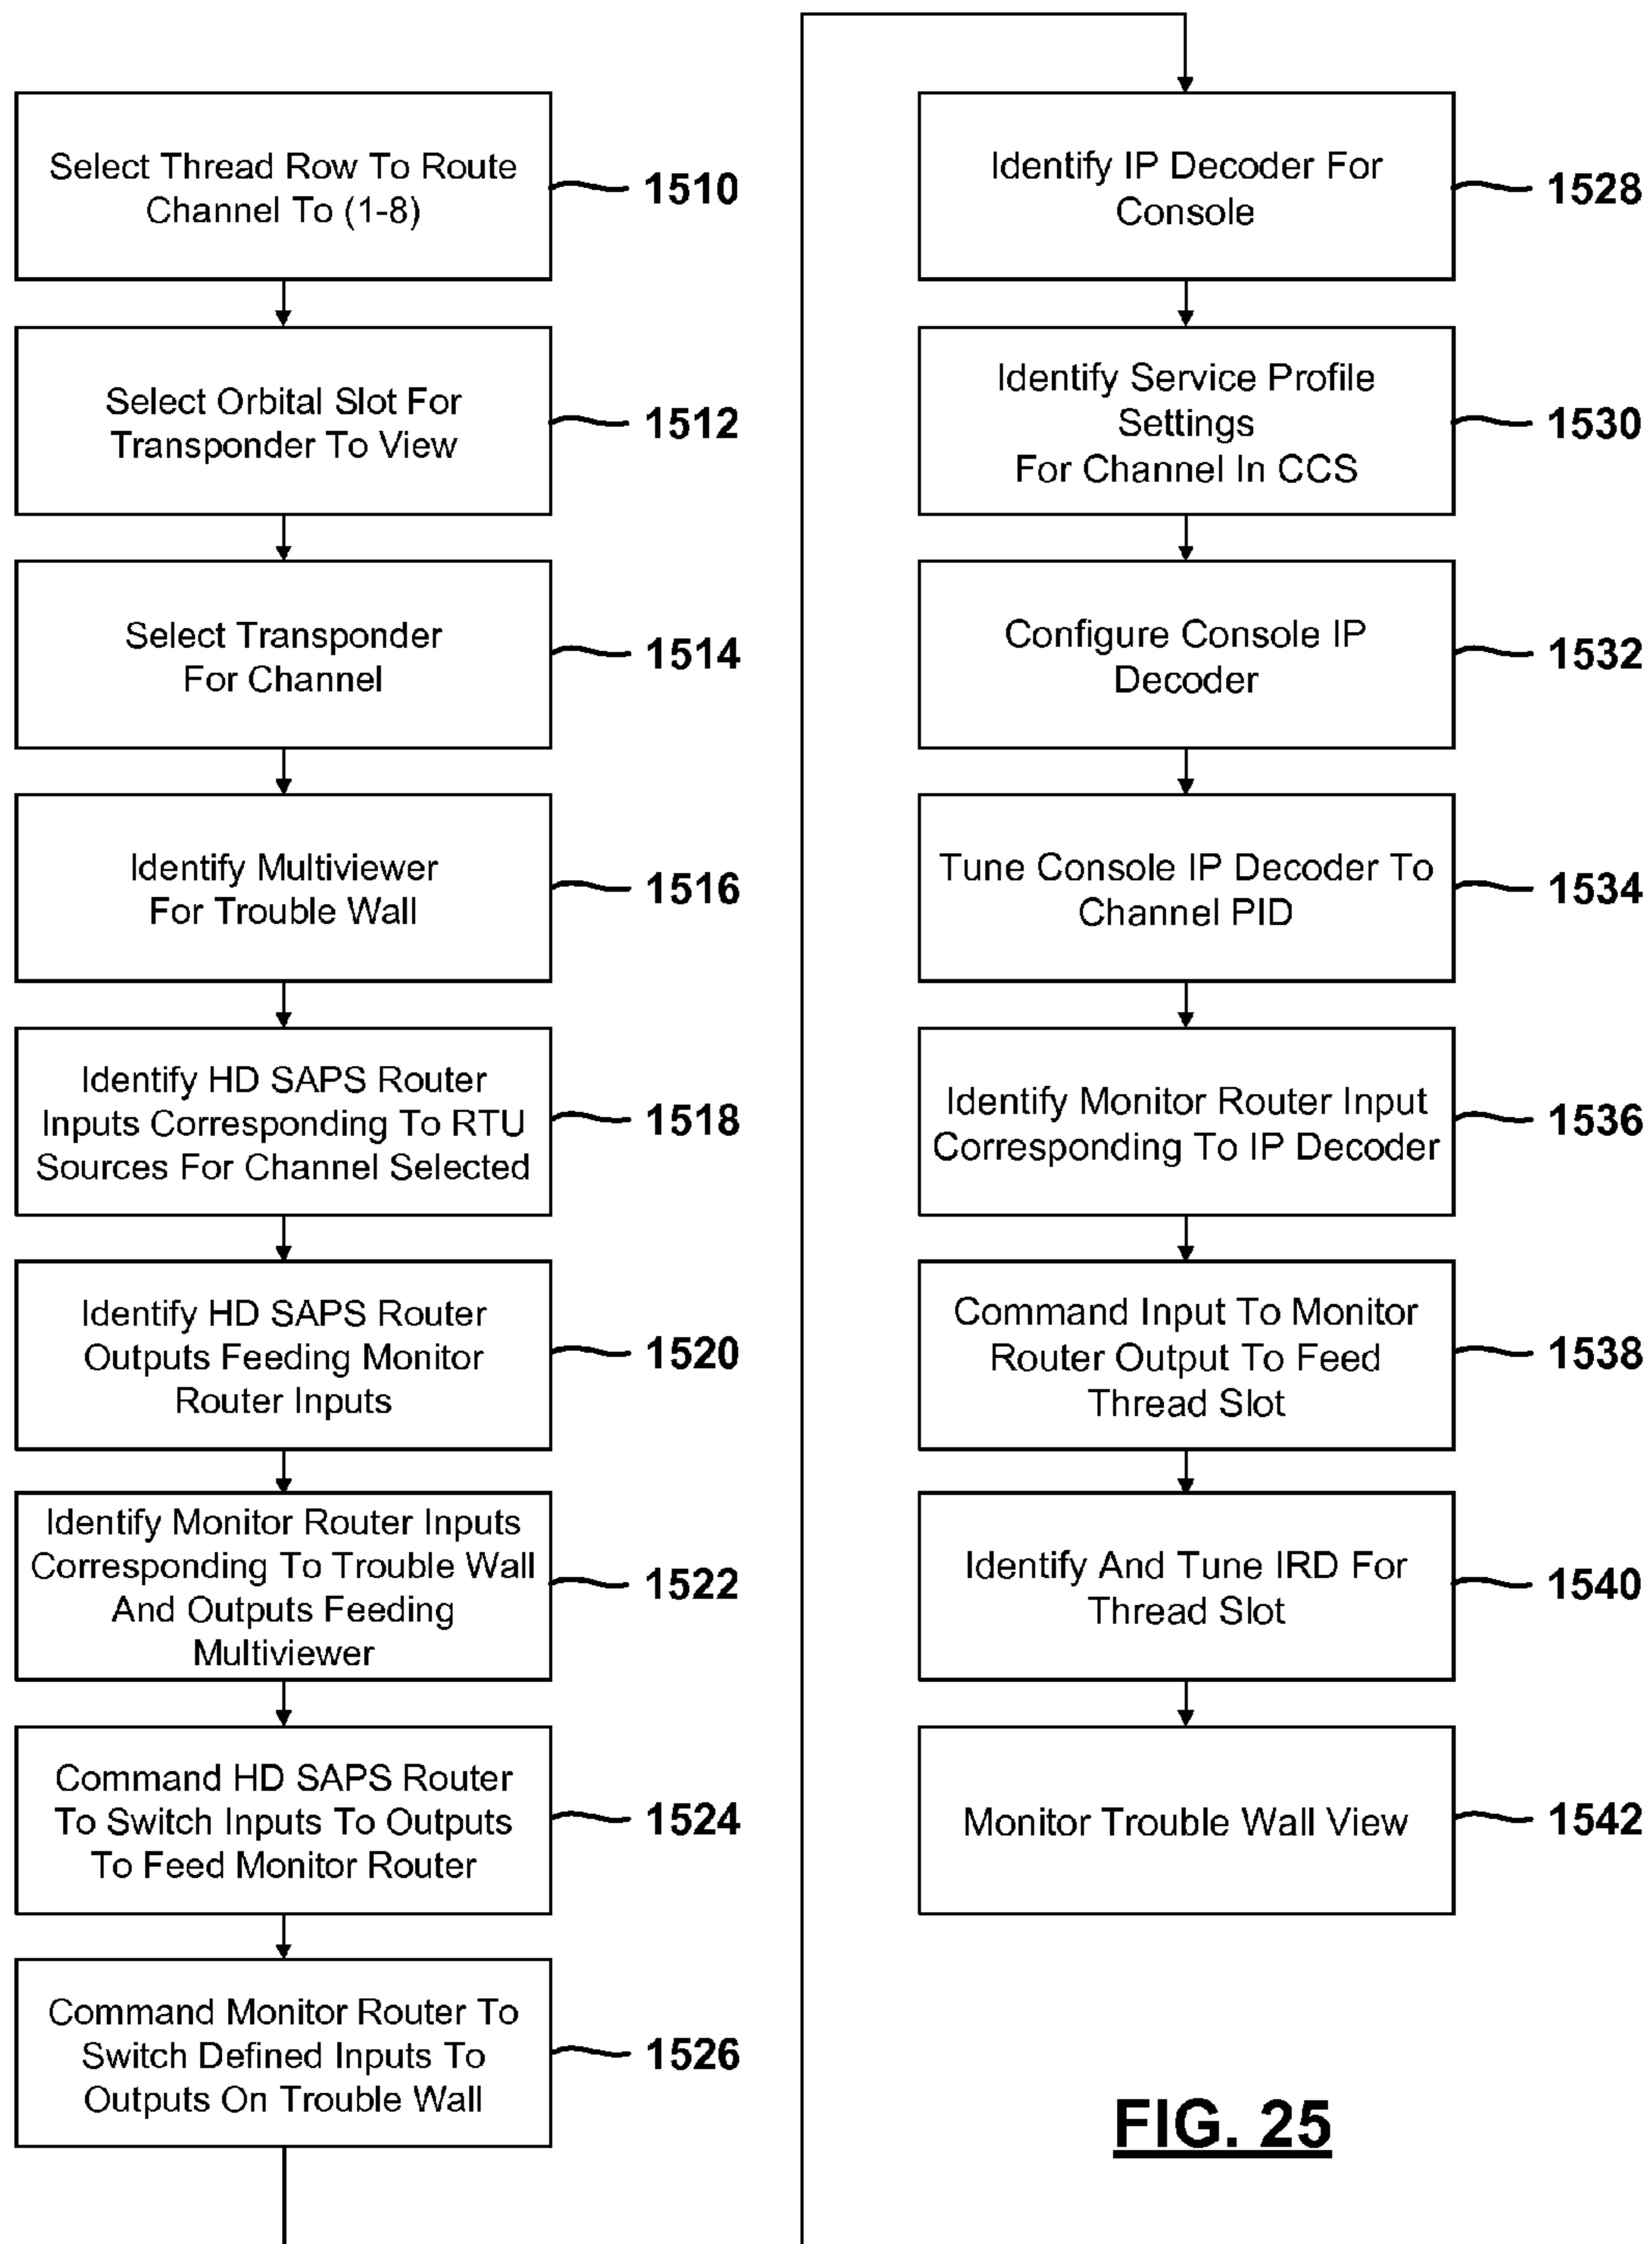 Select Thread Row To Route
Channel To (1-8)
1510
Select Orbital Slot For
Transponder To View
1512
Select Transponder
For Channel
1514
Identify Multiviewer
For Trouble Wall
1516
Identify HD SAPS Router
Inputs Corresponding To RTU
Sources For Channel Selected
1518
Identify HD SAPS Router
Outputs Feeding Monitor
Router Inputs
1520
Identify Monitor Router Inputs
Corresponding To Trouble Wall
And Outputs Feeding
Multiviewer
1522
Command HD SAPS Router
To Switch Inputs To Outputs
To Feed Monitor Router
1524
Command Monitor Router To
Switch Defined Inputs To
Outputs On Trouble Wall
1526
Identify IP Decoder For
Console
1528
Identify Service Profile
Settings
For Channel In CCS
1530
Configure Console IP
Decoder
1532
Tune Console IP Decoder To
Channel PID
1534
Identify Monitor Router Input
Corresponding To IP Decoder
1536
Command Input To Monitor
Router Output To Feed
Thread Slot
1538
Identify And Tune IRD For
Thread Slot
1540
Monitor Trouble Wall View
1542
FIG. 25